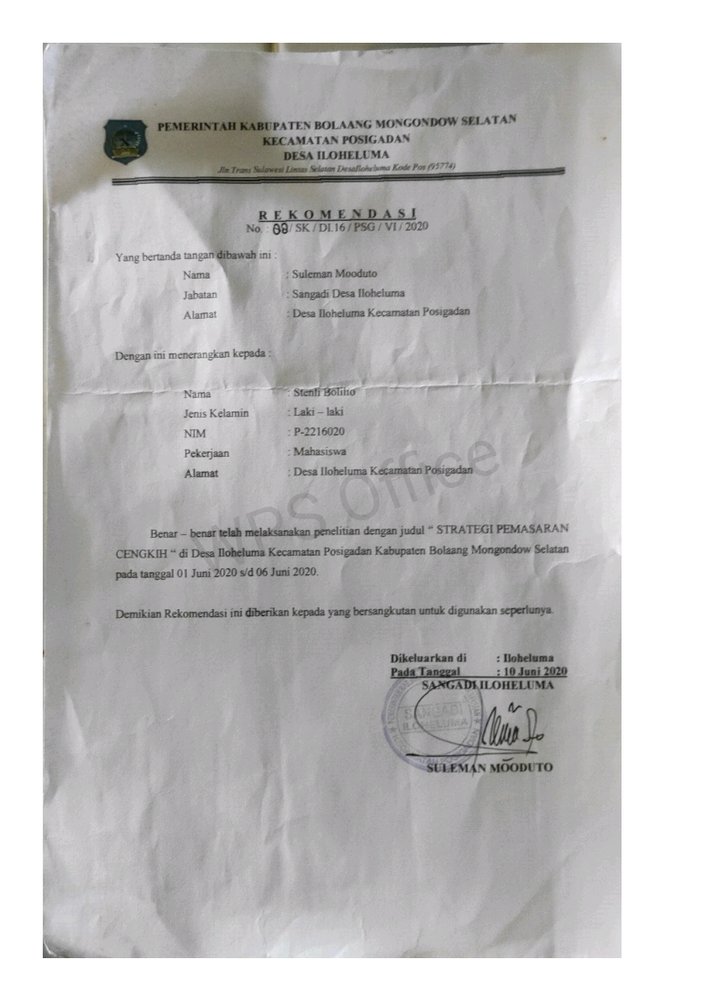 PEMERINTAH KABUPATEN BOLAANG MONGONDOW SELATAN
KECAMATAN POSIGADAN
DESA ILOHELUMA
Jln Trans Sulawesi Lintas Selatan DesaIloheluma Kode Pos (95774)
REKOMENDASI
No. : 08/ SK / DI.16 / PSG / VI / 2020
Yang bertanda tangan dibawah ini :
Nama : Suleman Mooduto
Jabatan : Sangadi Desa Iloheluma
Alamat : Desa Iloheluma Kecamatan Posigadan
Dengan ini menerangkan kepada :
Nama : Stenli Boliho
Jenis Kelamin : Laki – laki
NIM : P-2216020
Pekerjaan : Mahasiswa
Alamat : Desa Iloheluma Kecamatan Posigadan
WPS Office
Benar – benar telah melaksanakan penelitian dengan judul “ STRATEGI PEMASARAN
CENGKIH “ di Desa Iloheluma Kecamatan Posigadan Kabupaten Bolaang Mongondow Selatan
pada tanggal 01 Juni 2020 s/d 06 Juni 2020.
Demikian Rekomendasi ini diberikan kepada yang bersangkutan untuk digunakan seperlunya.
Dikeluarkan di : Iloheluma
Pada Tanggal : 10 Juni 2020
SANGADI ILOHELUMA
SANGADI
ILOHELUMA
SULEMAN MOODUTO